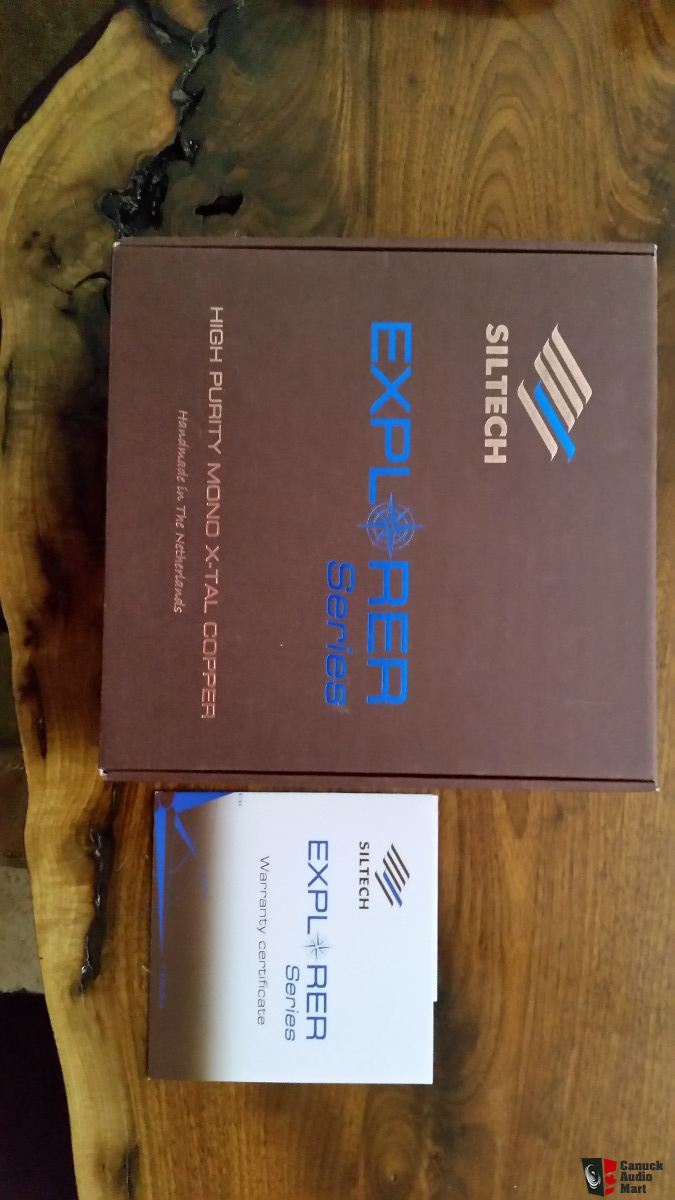 SILTECH
EXPLORER
Series
HIGH PURITY MONO X-TAL COPPER
Handmade in The Netherlands
SILTECH
EXPLORER
Series
Warranty certificate
Canuck
Audio
Mart